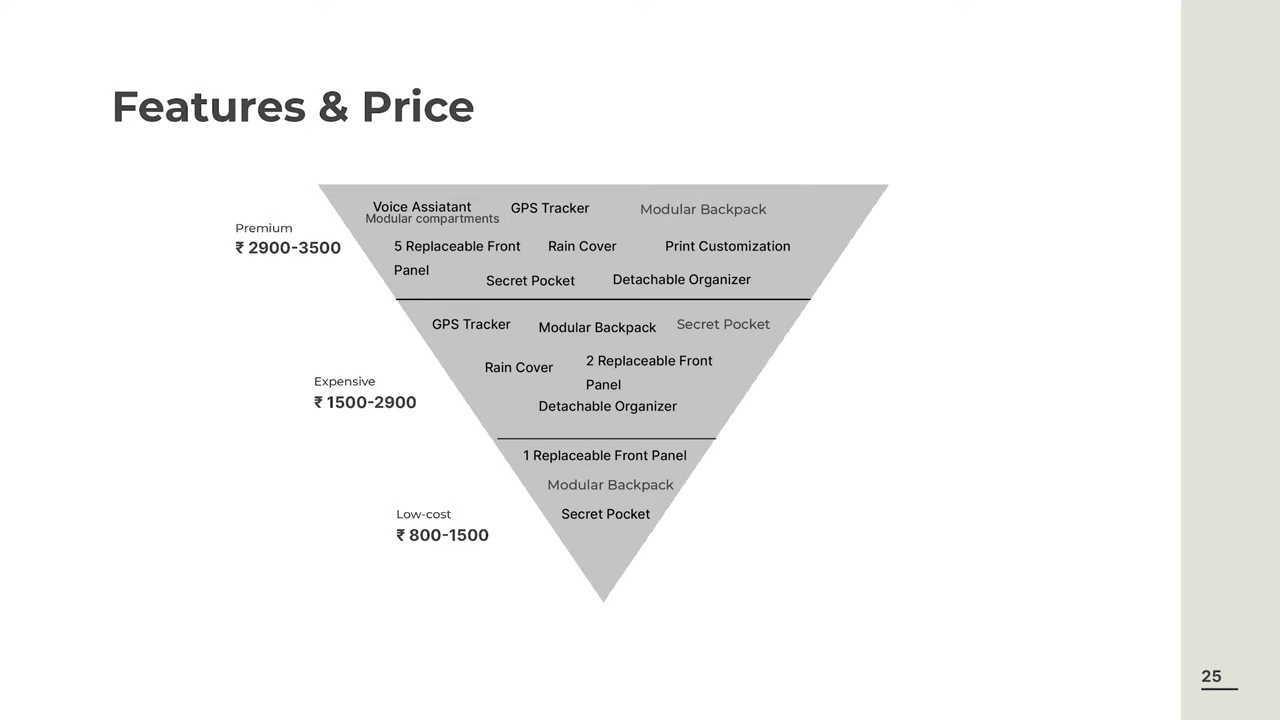 Features & Price
Premium
₹ 2900-3500
Voice Assiatant
Modular compartments
GPS Tracker
Modular Backpack
5 Replaceable Front
Panel
Rain Cover
Print Customization
Secret Pocket
Detachable Organizer
Expensive
₹ 1500-2900
GPS Tracker
Modular Backpack
Secret Pocket
Rain Cover
2 Replaceable Front
Panel
Detachable Organizer
Low-cost
₹ 800-1500
1 Replaceable Front Panel
Modular Backpack
Secret Pocket
25